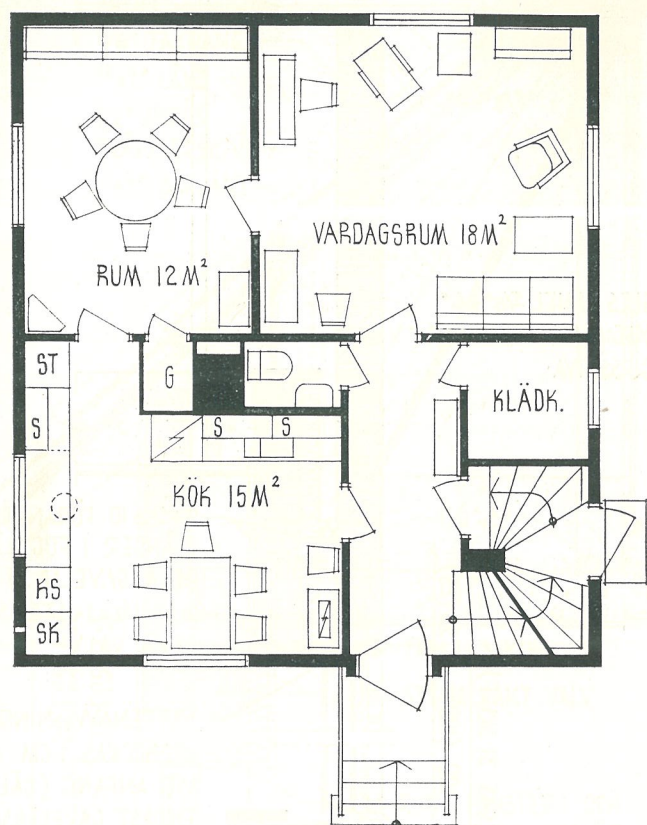 VARDAGSRUM 18 M²
RUM 12 M²
ST
G
S
KLÄDK.
S
S
KÖK 15 M²
KS
SK